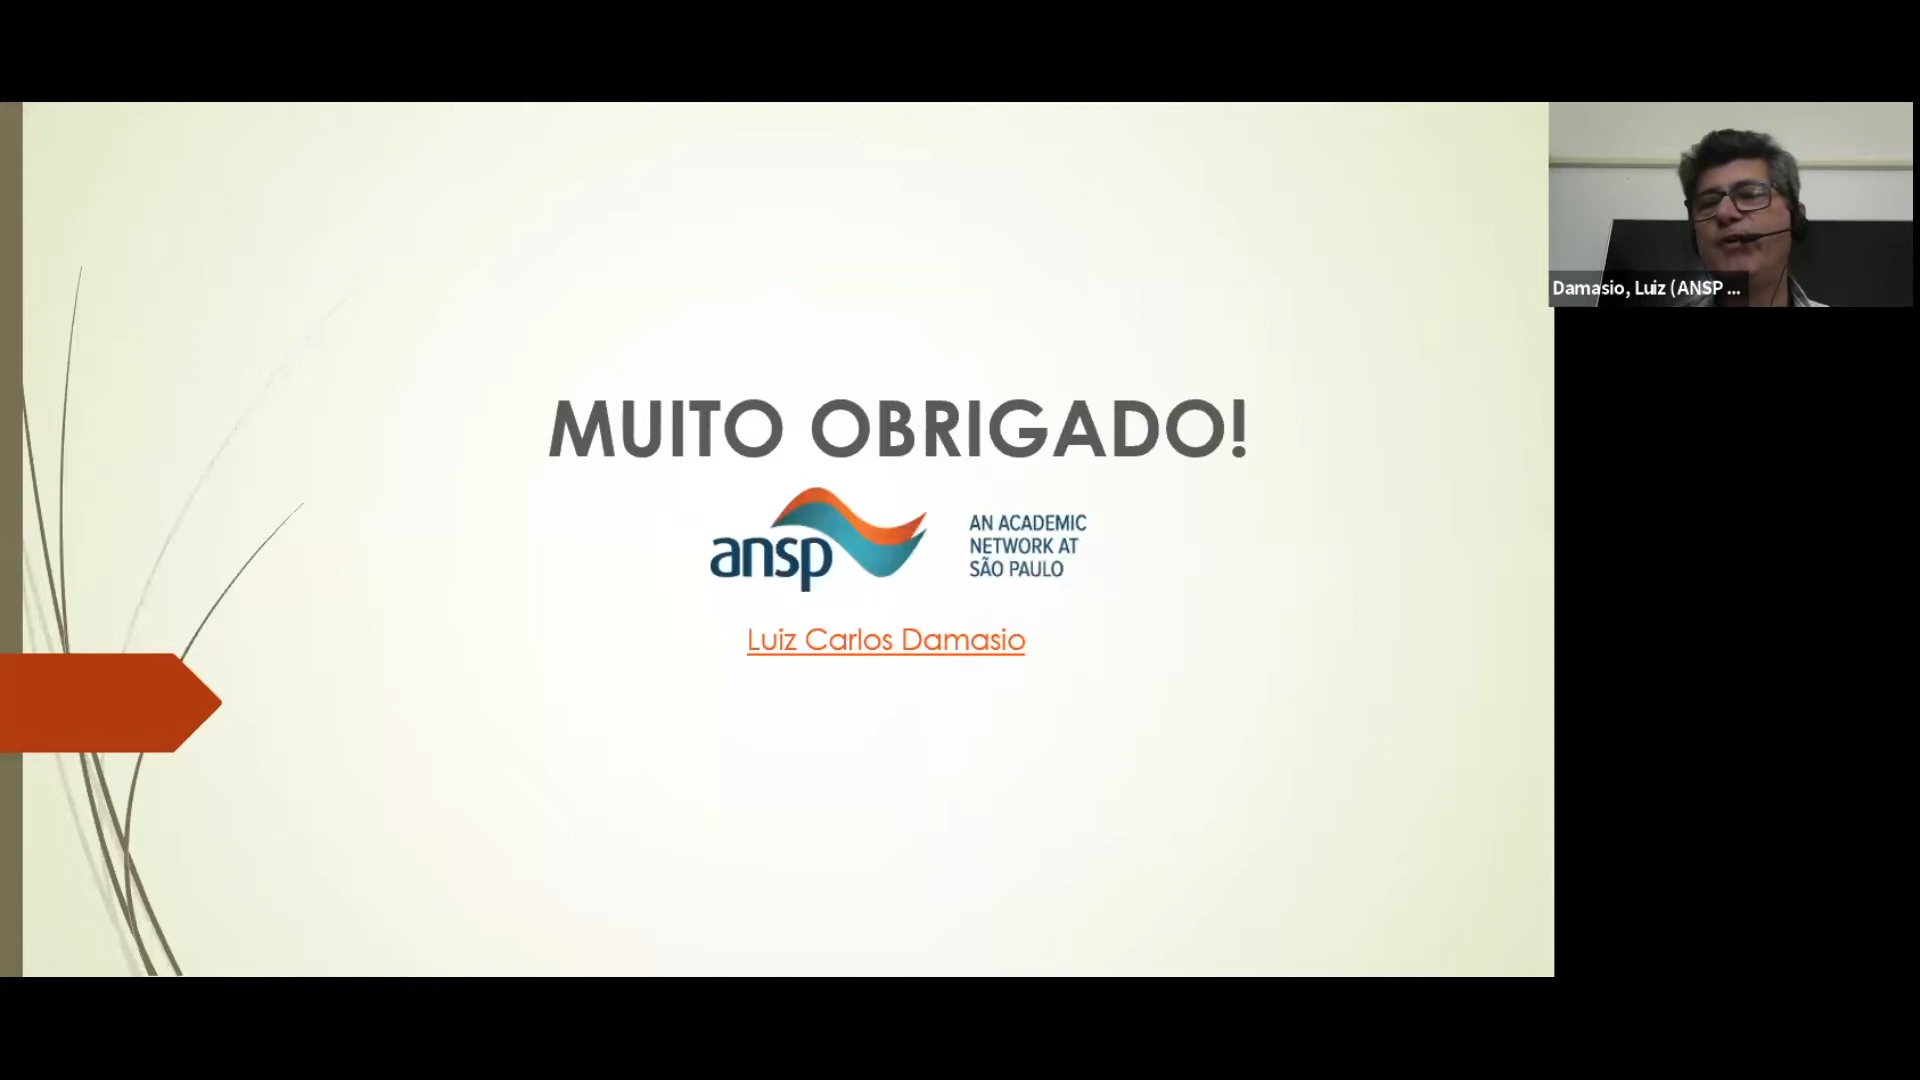 MUITO OBRIGADO!
ansp
AN ACADEMIC
NETWORK AT
SÃO PAULO
Luiz Carlos Damasio
Damasio, Luiz (ANSP ...